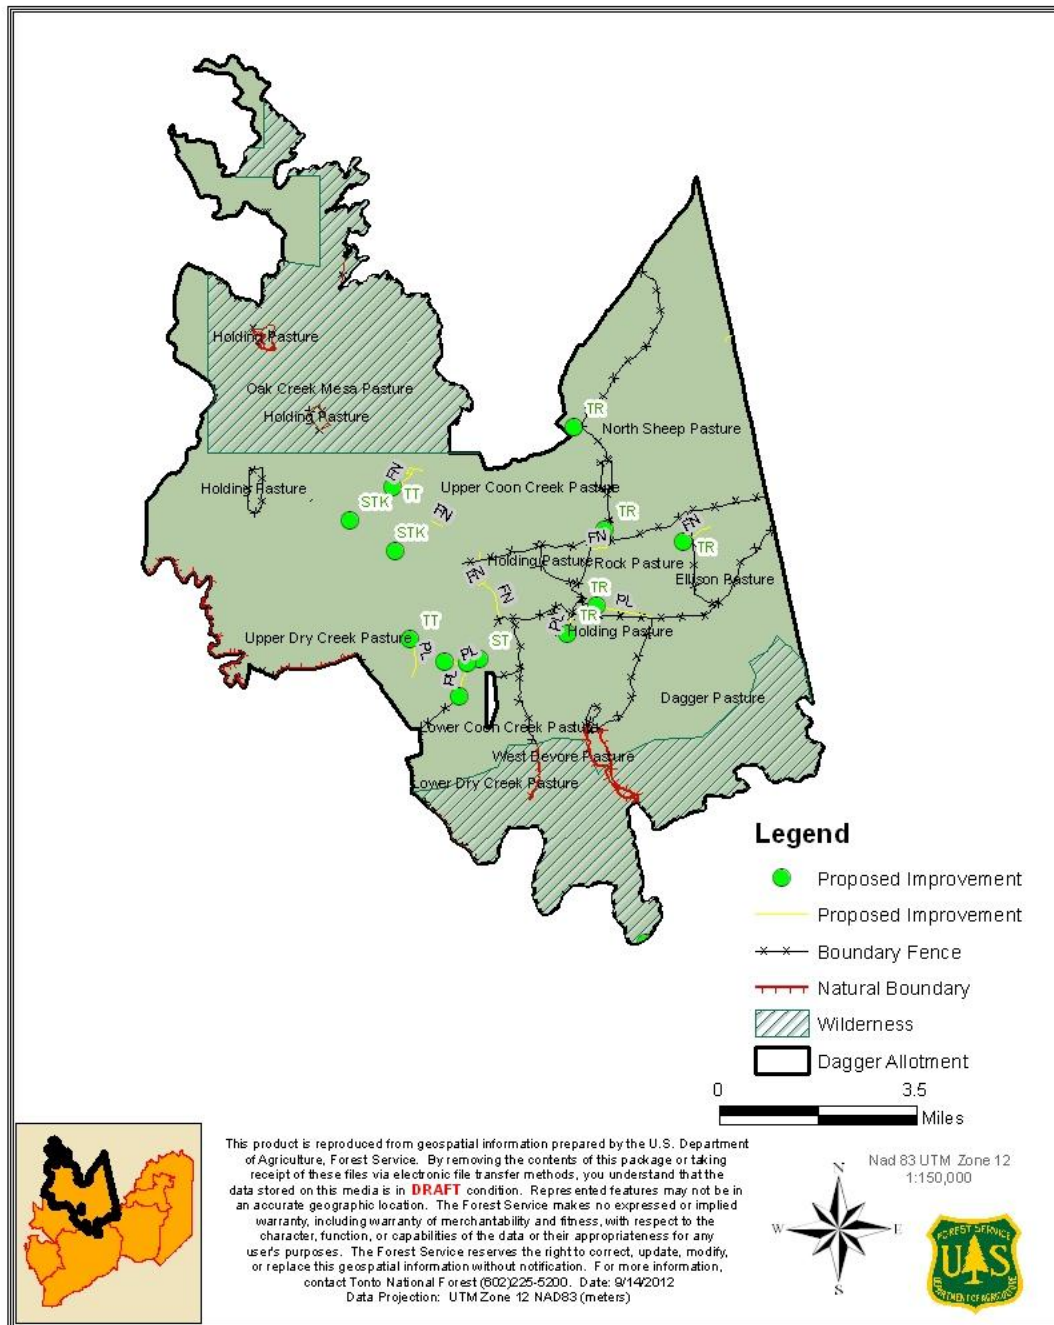 Holding Pasture
Oak Creek Mesa Pasture
Holding Pasture
TR
North Sheep Pasture
FN
Holding Pasture
TT
Upper Coon Creek Pasture
STK
FN
TR
FN
STK
FN
TR
Holding Pasture
Rock Pasture
FN
Ellison Pasture
FN
TR
PL
TR
PL
Holding Pasture
TT
Upper Dry Creek Pasture
ST
PL
PL
PL
Dagger Pasture
Lower Coon Creek Pasture
West Devore Pasture
Lower Dry Creek Pasture
Legend
Proposed Improvement
Proposed Improvement
Boundary Fence
Natural Boundary
Wilderness
Dagger Allotment
0 3.5
Miles
This product is reproduced from geospatial information prepared by the U.S. Department
of Agriculture, Forest Service. By removing the contents of this package or taking
receipt of these files via electronic file transfer methods, you understand that the
data stored on this media is in DRAFT condition. Represented features may not be in
an accurate geographic location. The Forest Service makes no expressed or implied
warranty, including warranty of merchantability and fitness, with respect to the
character, function, or capabilities of the data or their appropriateness for any
user's purposes. The Forest Service reserves the right to correct, update, modify,
or replace this geospatial information without notification. For more information,
contact Tonto National Forest (602)225-5200. Date: 9/14/2012
Data Projection: UTM Zone 12 NAD83 (meters)
Nad 83 UTM Zone 12
1:150,000
N
W E
S
FOREST SERVICE
U S
DEPARTMENT OF AGRICULTURE